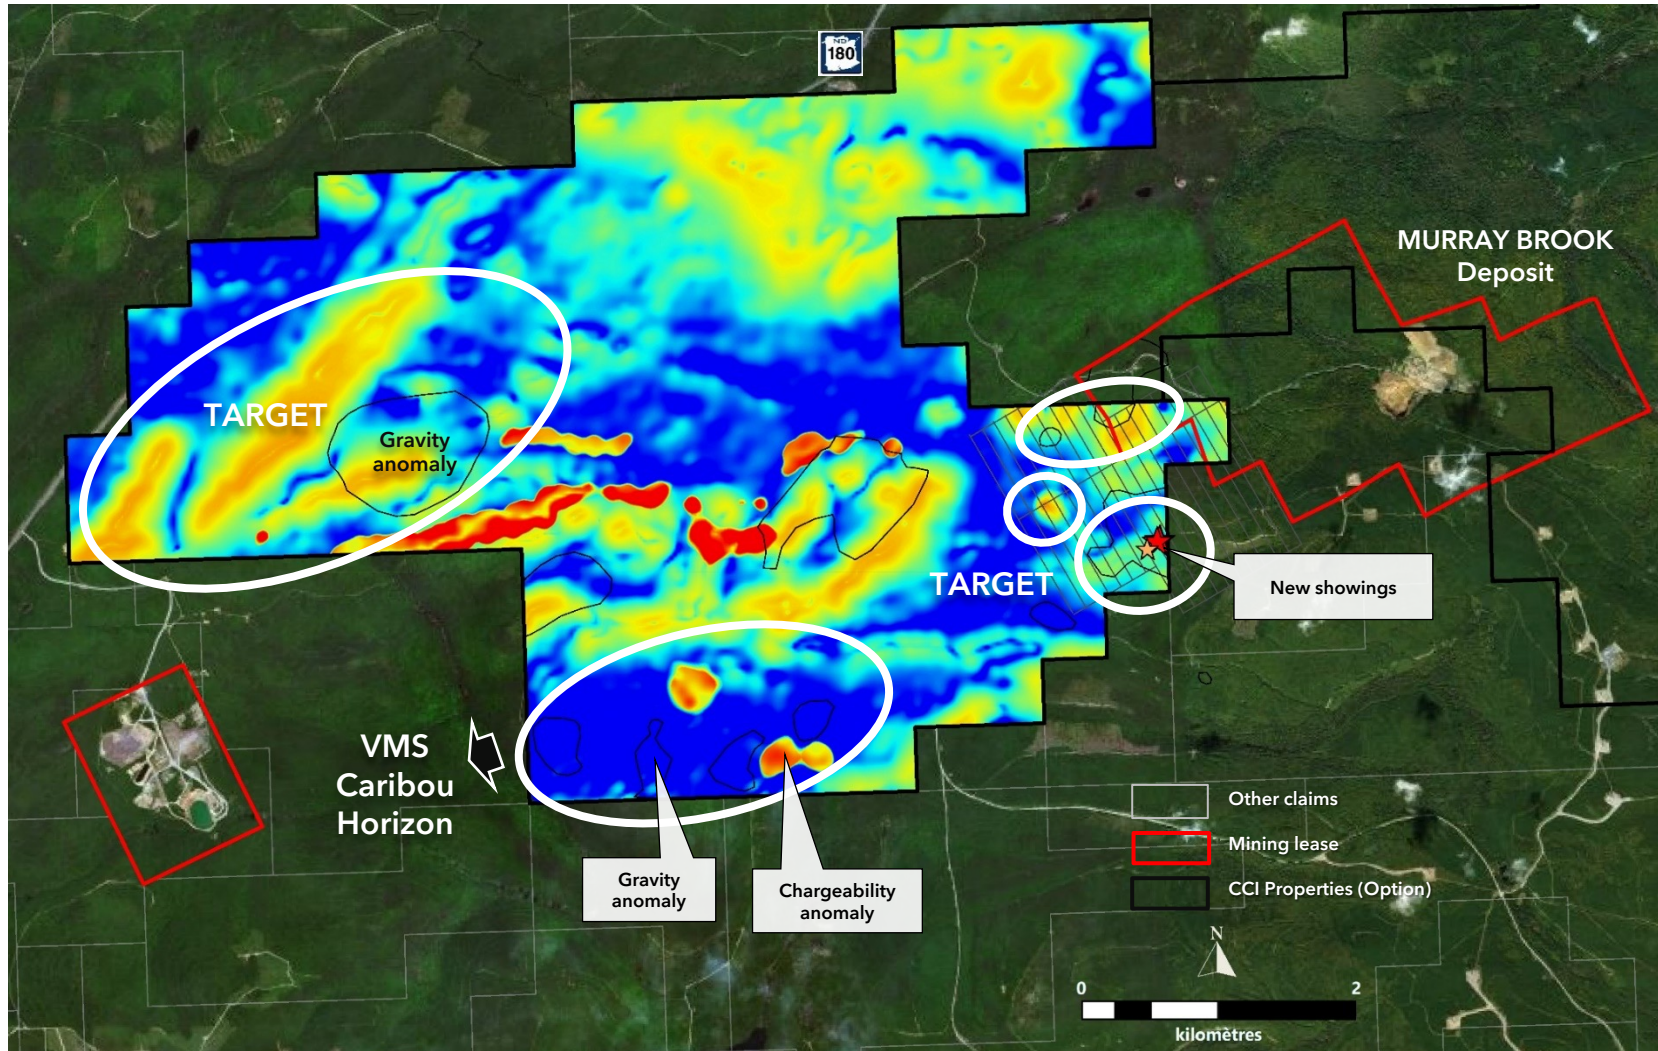 NB
180
MURRAY BROOK
Deposit
TARGET
Gravity
anomaly
TARGET
New showings
VMS
Caribou
Horizon
Gravity
anomaly
Chargeability
anomaly
Other claims
Mining lease
CCI Properties (Option)
N
0 2
kilomètres